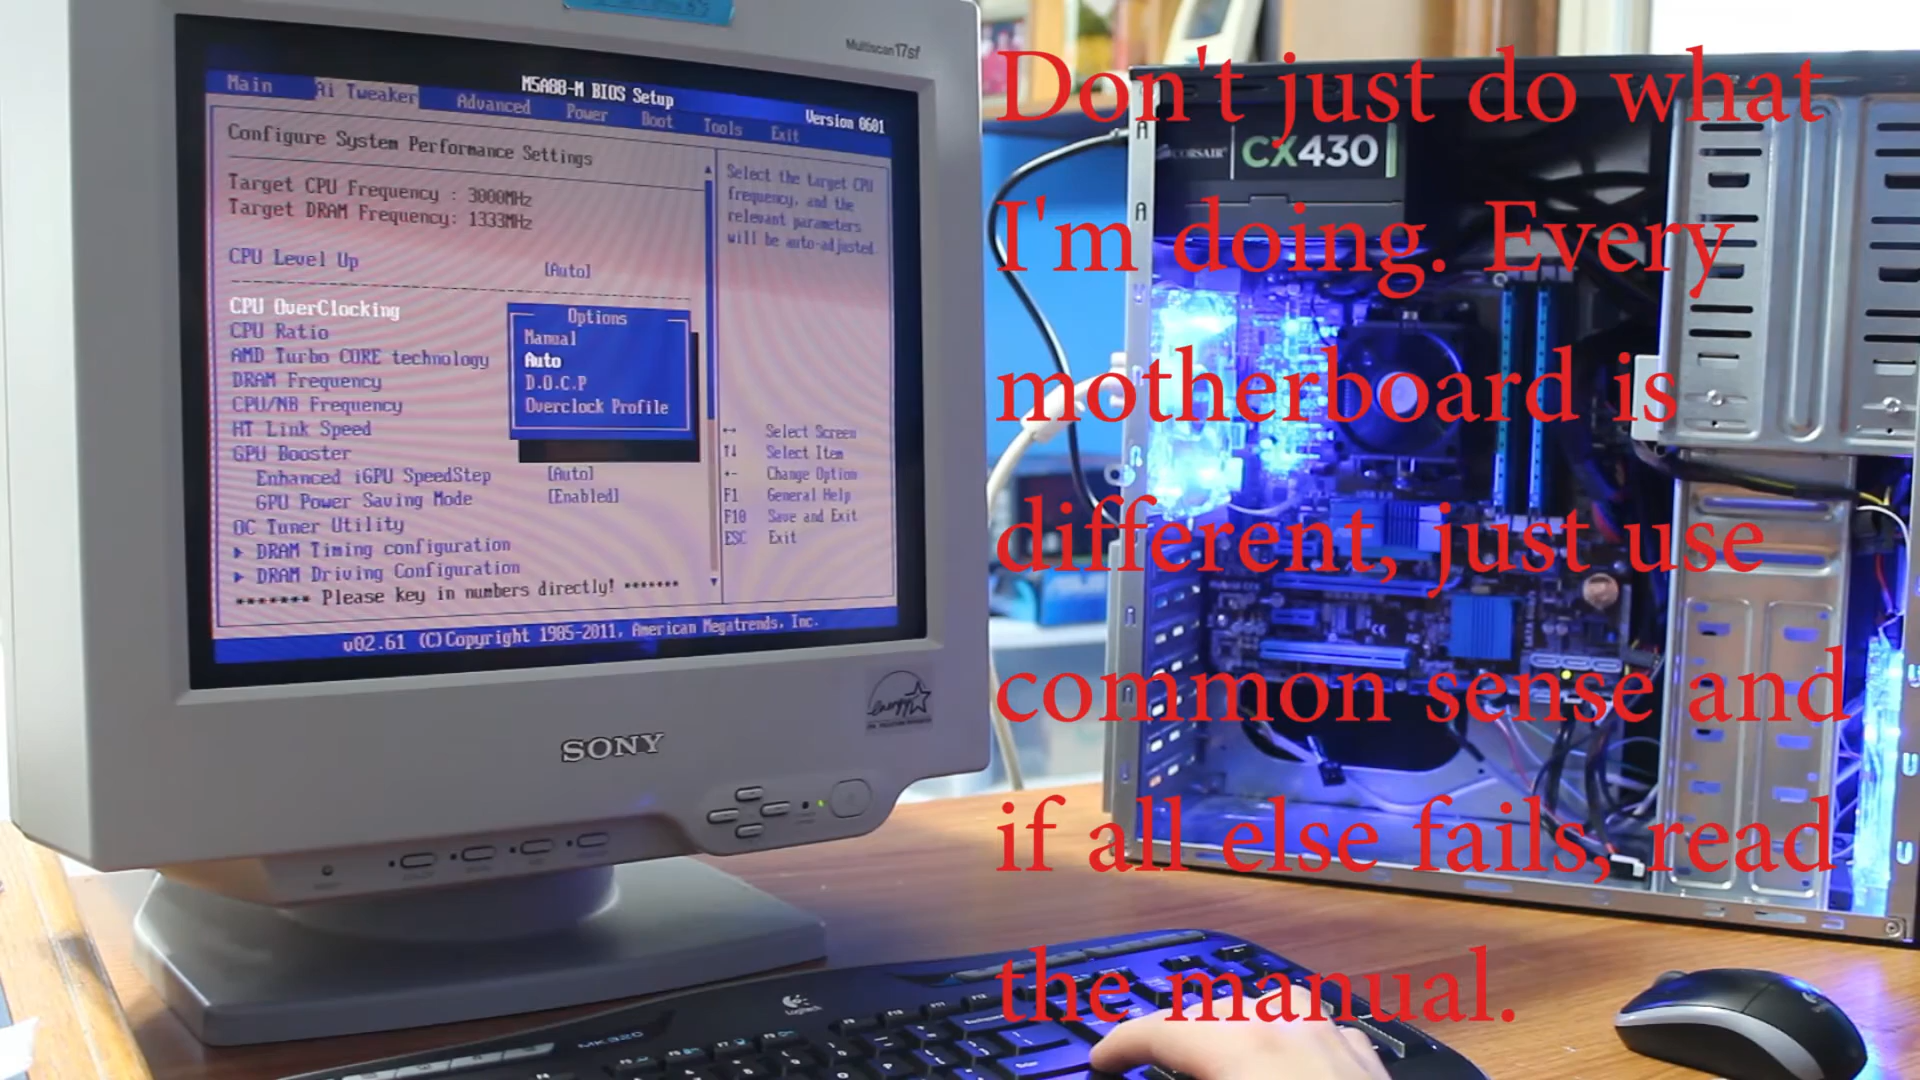 Multiscan 17sf
M5A88-M BIOS Setup
Version 0601
Main Ai Tweaker Advanced Power Boot Tools Exit
Configure System Performance Settings
Target CPU Frequency : 3000MHz
Target DRAM Frequency: 1333MHz
CPU Level Up [Auto]
CPU OverClocking
CPU Ratio
AMD Turbo CORE technology
DRAM Frequency
CPU/NB Frequency
HT Link Speed
GPU Booster
Enhanced iGPU SpeedStep [Auto]
GPU Power Saving Mode [Enabled]
OC Tuner Utility
DRAM Timing configuration
DRAM Driving Configuration
******* Please key in numbers directly! *******
Options
Manual
Auto
D.O.C.P
Overclock Profile
Select the target CPU
frequency, and the
relevant parameters
will be auto-adjusted
Select Screen
Select Item
+- Change Option
F1 General Help
F10 Save and Exit
ESC Exit
v02.61 (C)Copyright 1985-2011, American Megatrends, Inc.
SONY
energy
CORSAIR CX430
Don't just do what
I'm doing. Every
motherboard is
different, just use
common sense and
if all else fails, read
the manual.
Logitech
MK320